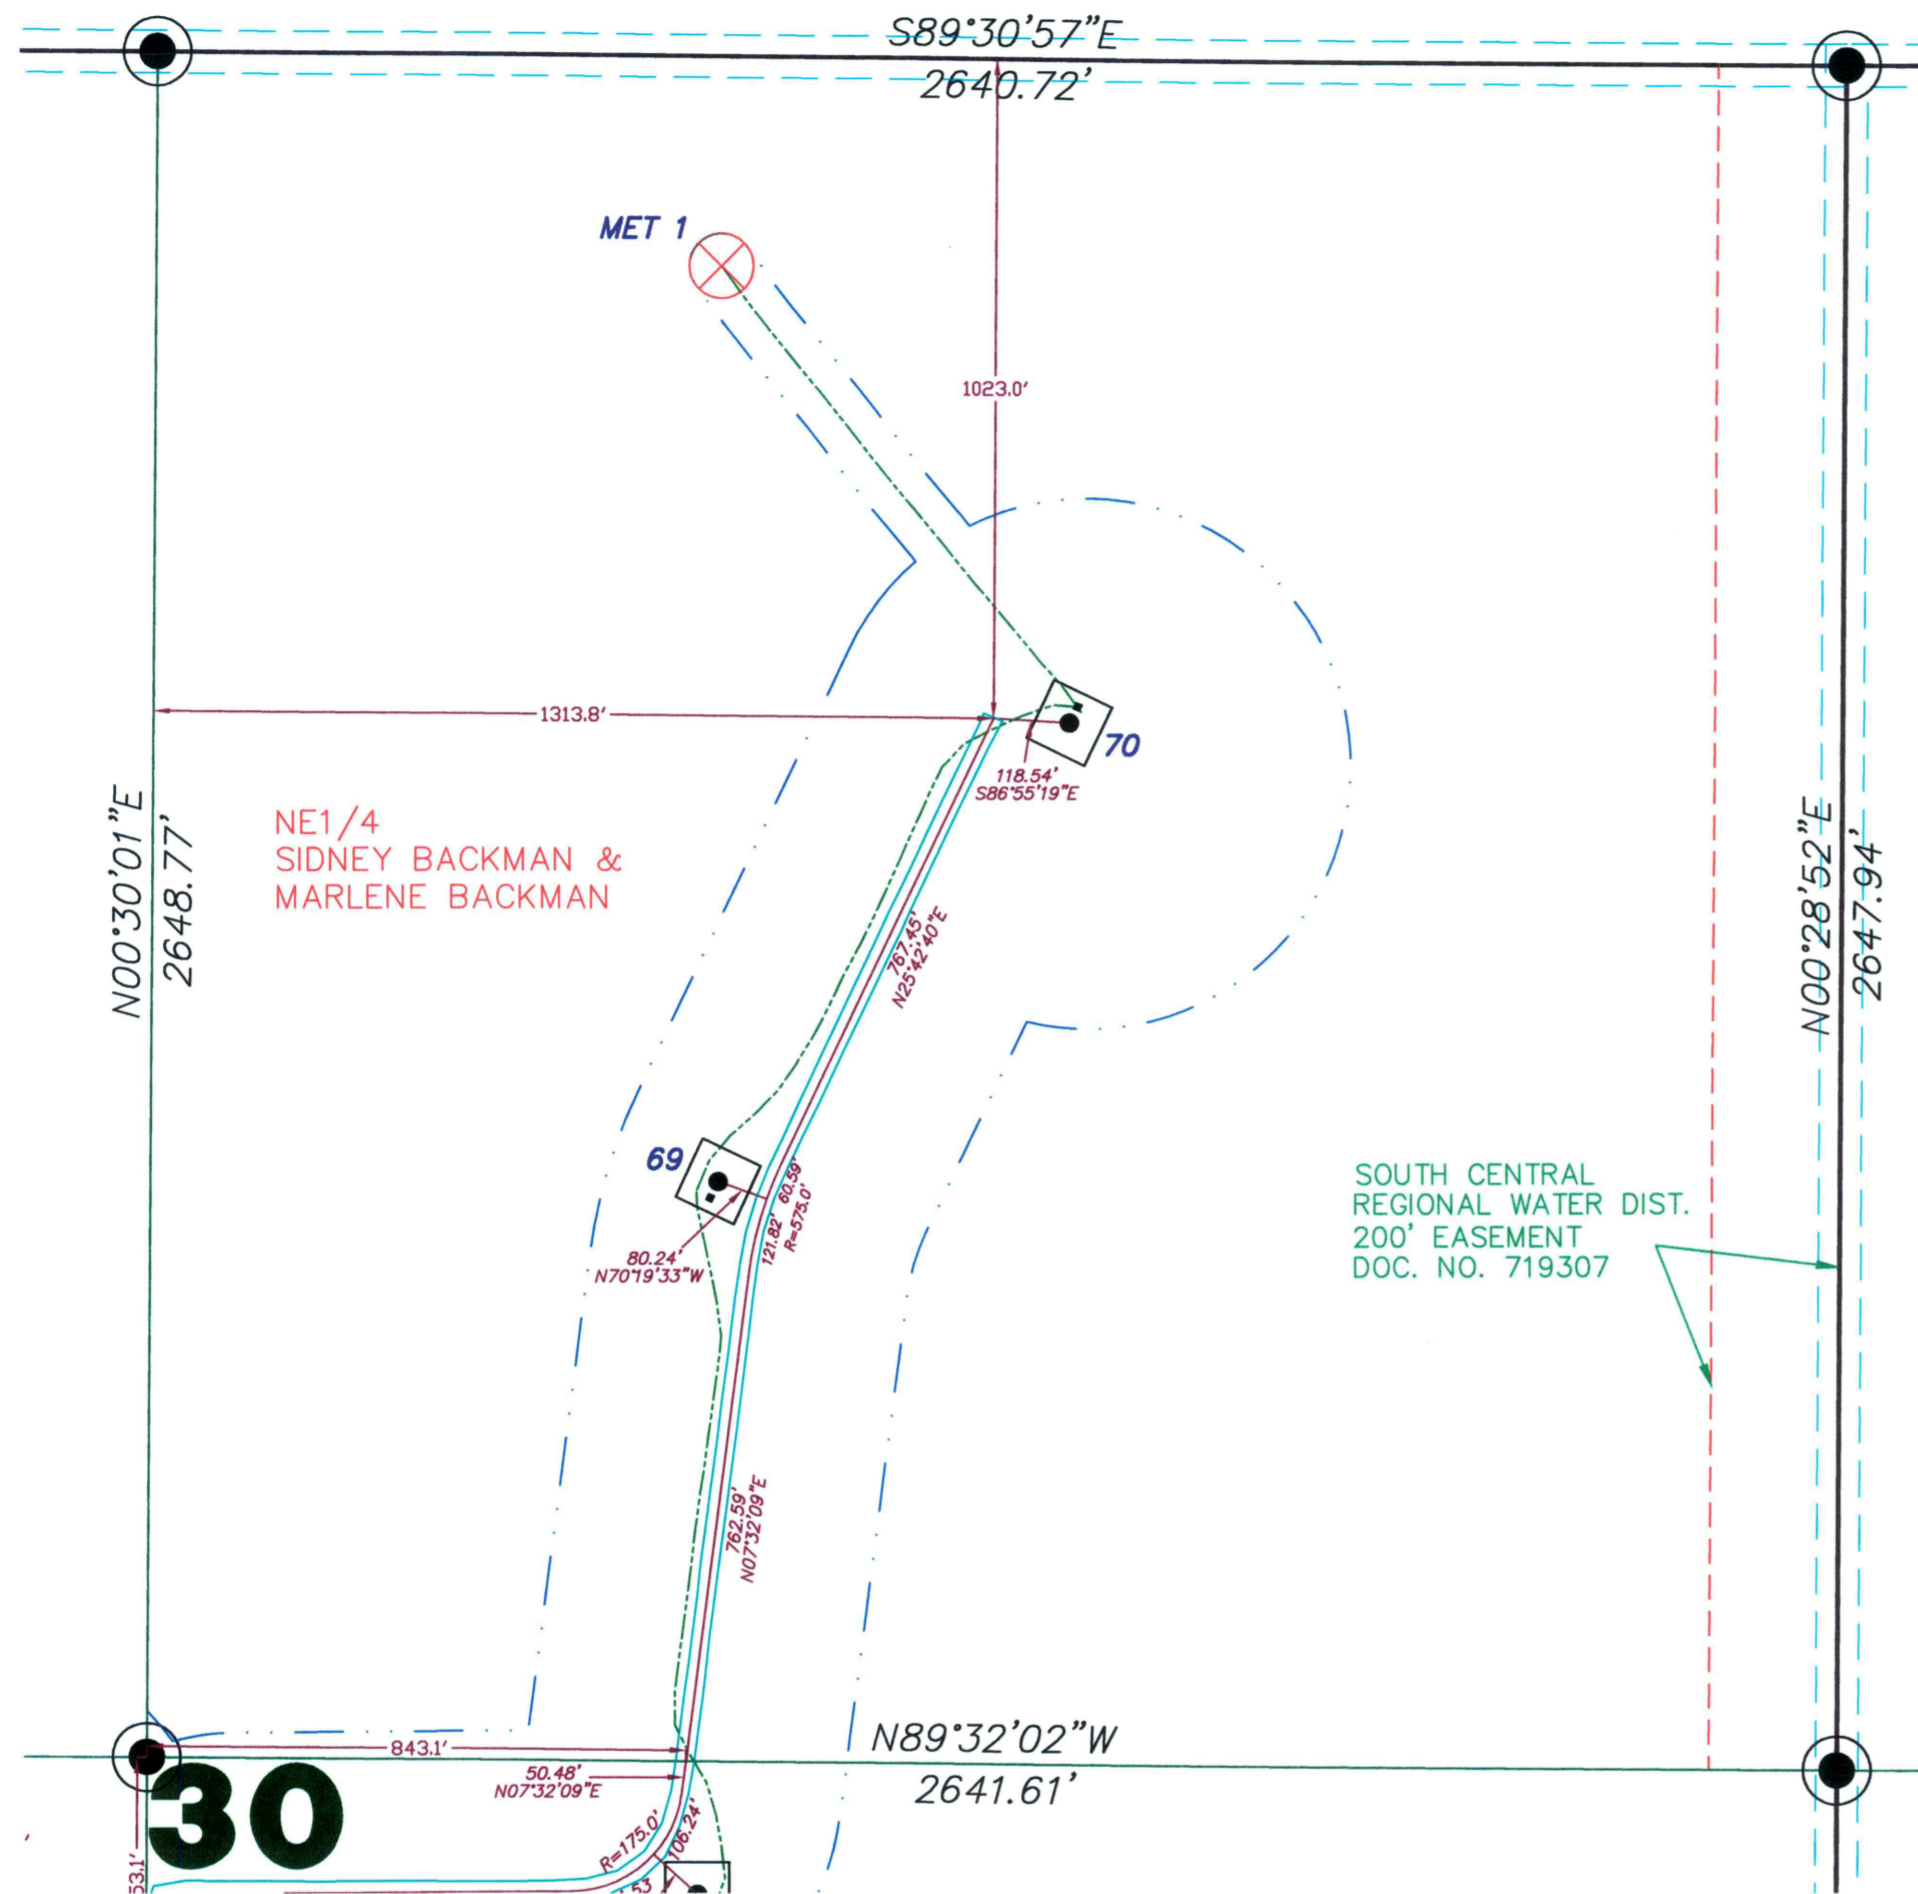 S89°30'57"E
2640.72'
MET 1
1023.0'
1313.8'
70
118.54'
S86°55'19"E
N00°30'01"E
2648.77'
NE1/4
SIDNEY BACKMAN &
MARLENE BACKMAN
767.45'
N25°42'40"E
N00°28'52"E
2647.94'
69
60.59'
121.82'
R=575.0'
80.24'
N70°19'33"W
SOUTH CENTRAL
REGIONAL WATER DIST.
200' EASEMENT
DOC. NO. 719307
762.59'
N07°32'09"E
843.1'
N89°32'02"W
2641.61'
50.48'
N07°32'09"E
30
R=175.0'
106.24'
53.1'
53